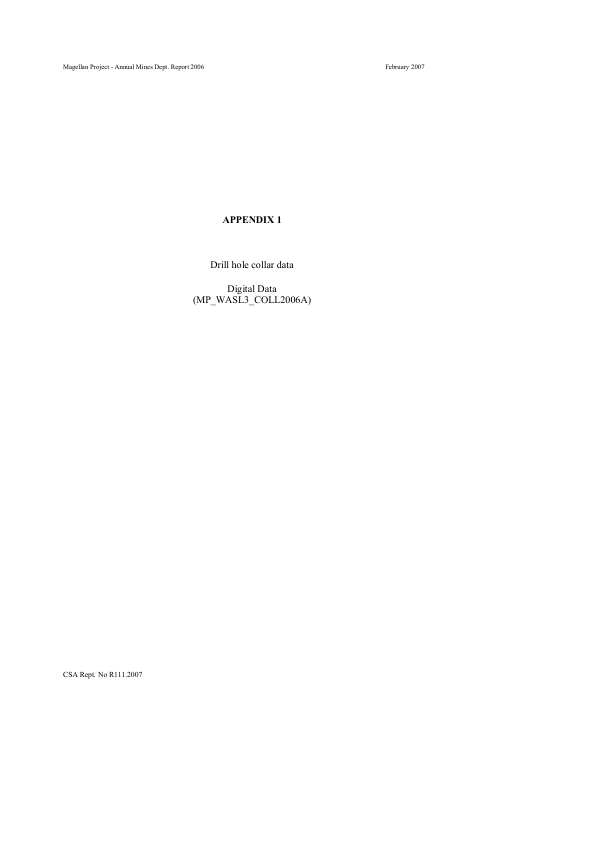 Magellan Project - Annual Mines Dept. Report 2006 February 2007
APPENDIX 1
Drill hole collar data
Digital Data
(MP_WASL3_COLL2006A)
CSA Rept. No R111.2007